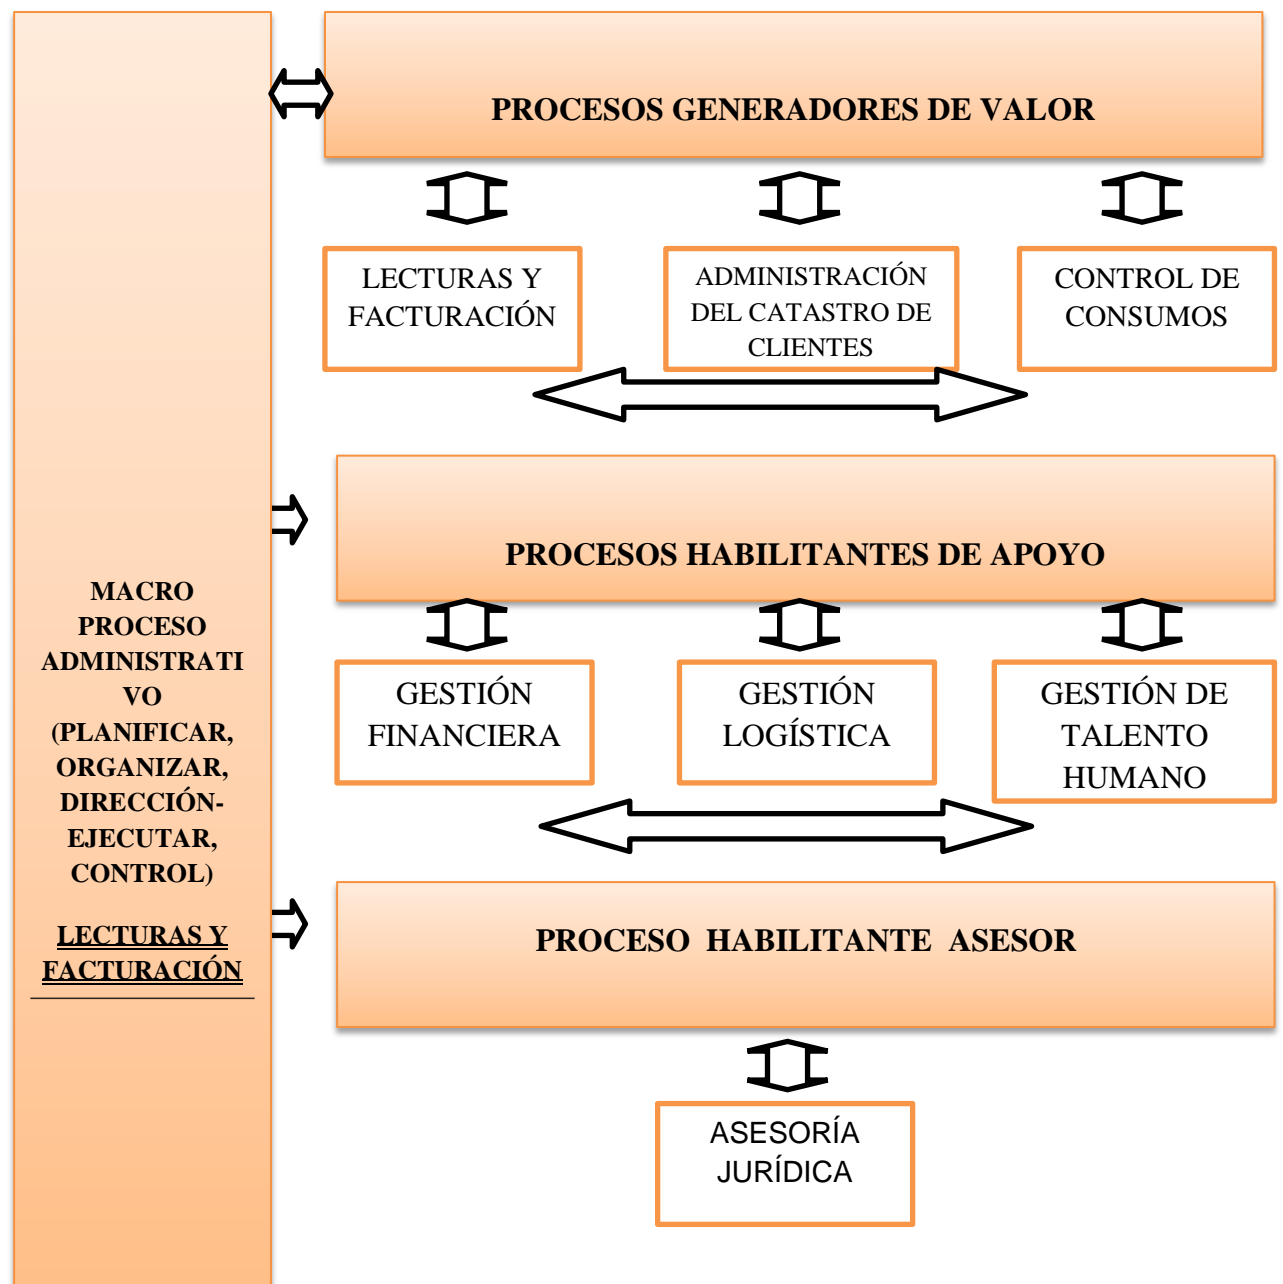 MACRO
PROCESO
ADMINISTRATI
VO
(PLANIFICAR,
ORGANIZAR,
DIRECCIÓN-
EJECUTAR,
CONTROL)
LECTURAS Y
FACTURACIÓN
PROCESOS GENERADORES DE VALOR
LECTURAS Y
FACTURACIÓN
ADMINISTRACIÓN
DEL CATASTRO DE
CLIENTES
CONTROL DE
CONSUMOS
PROCESOS HABILITANTES DE APOYO
GESTIÓN
FINANCIERA
GESTIÓN
LOGÍSTICA
GESTIÓN DE
TALENTO
HUMANO
PROCESO HABILITANTE ASESOR
ASESORÍA
JURÍDICA